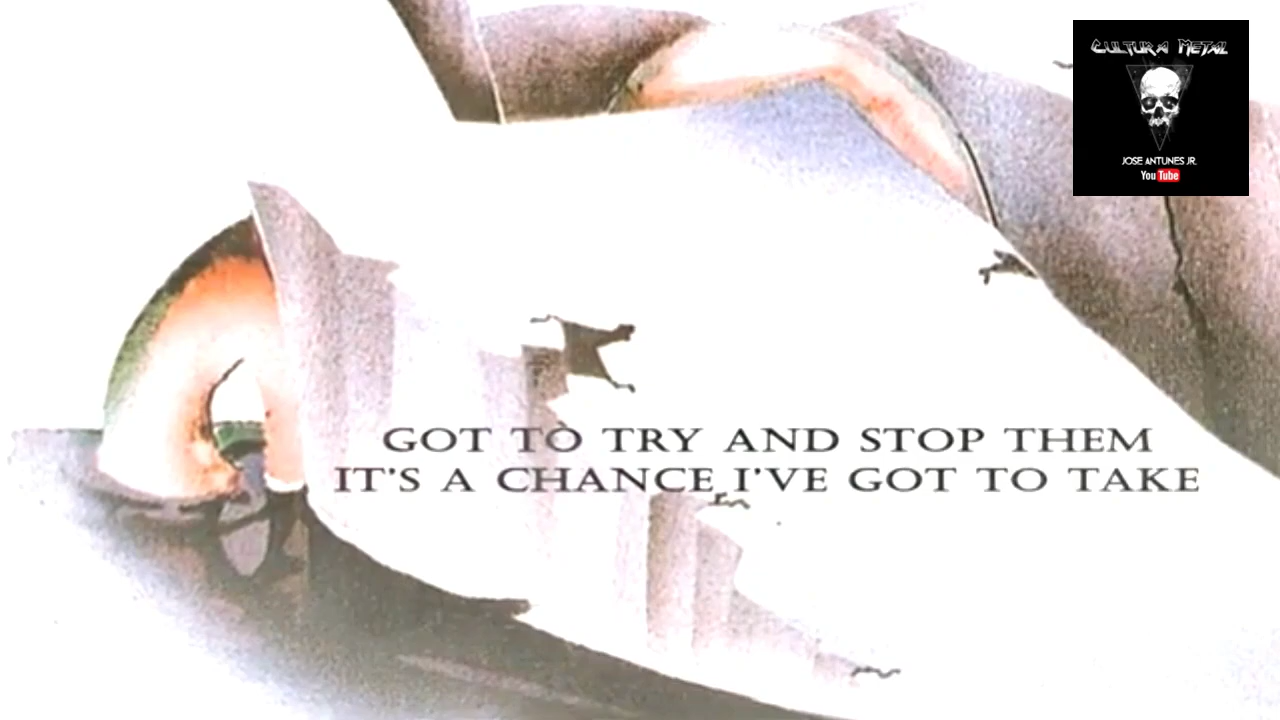 CULTURA METAL
JOSE ANTUNES JR.
YouTube
GOT TO TRY AND STOP THEM
IT'S A CHANCE I'VE GOT TO TAKE